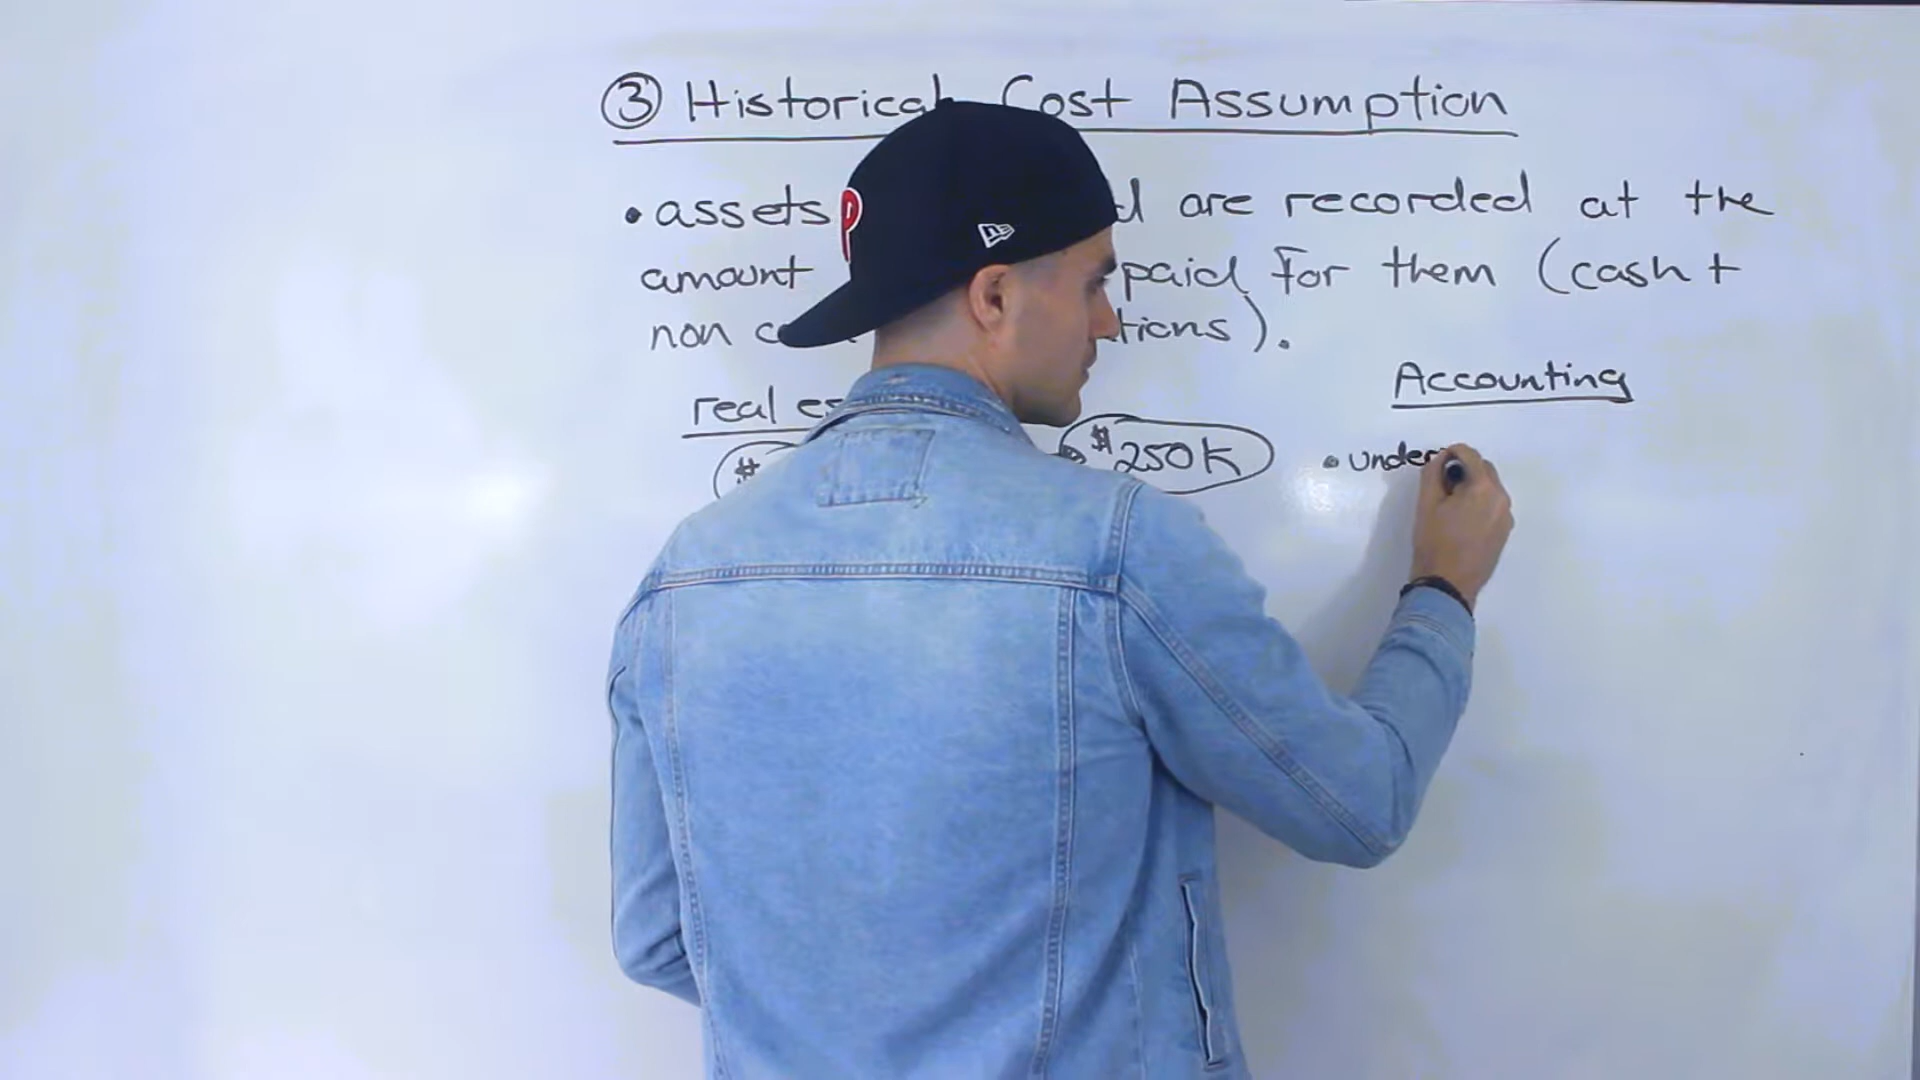 ③ Historical Cost Assumption
• assets are recorded at the
amount paid for them (cash +
non
real
Accounting
$
$250K
• under
P